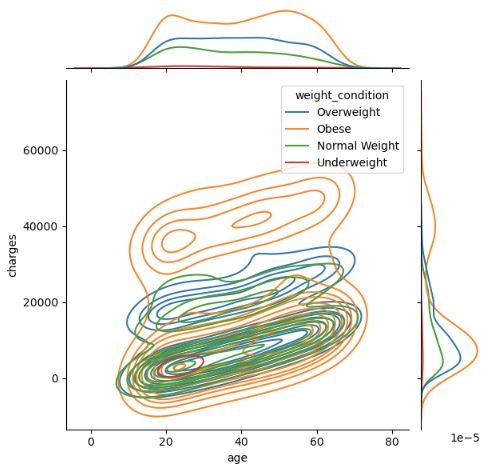 weight_condition
Overweight
Obese
Normal Weight
Underweight
60000
40000
20000
0
charges
0 20 40 60 80
age
1e−5